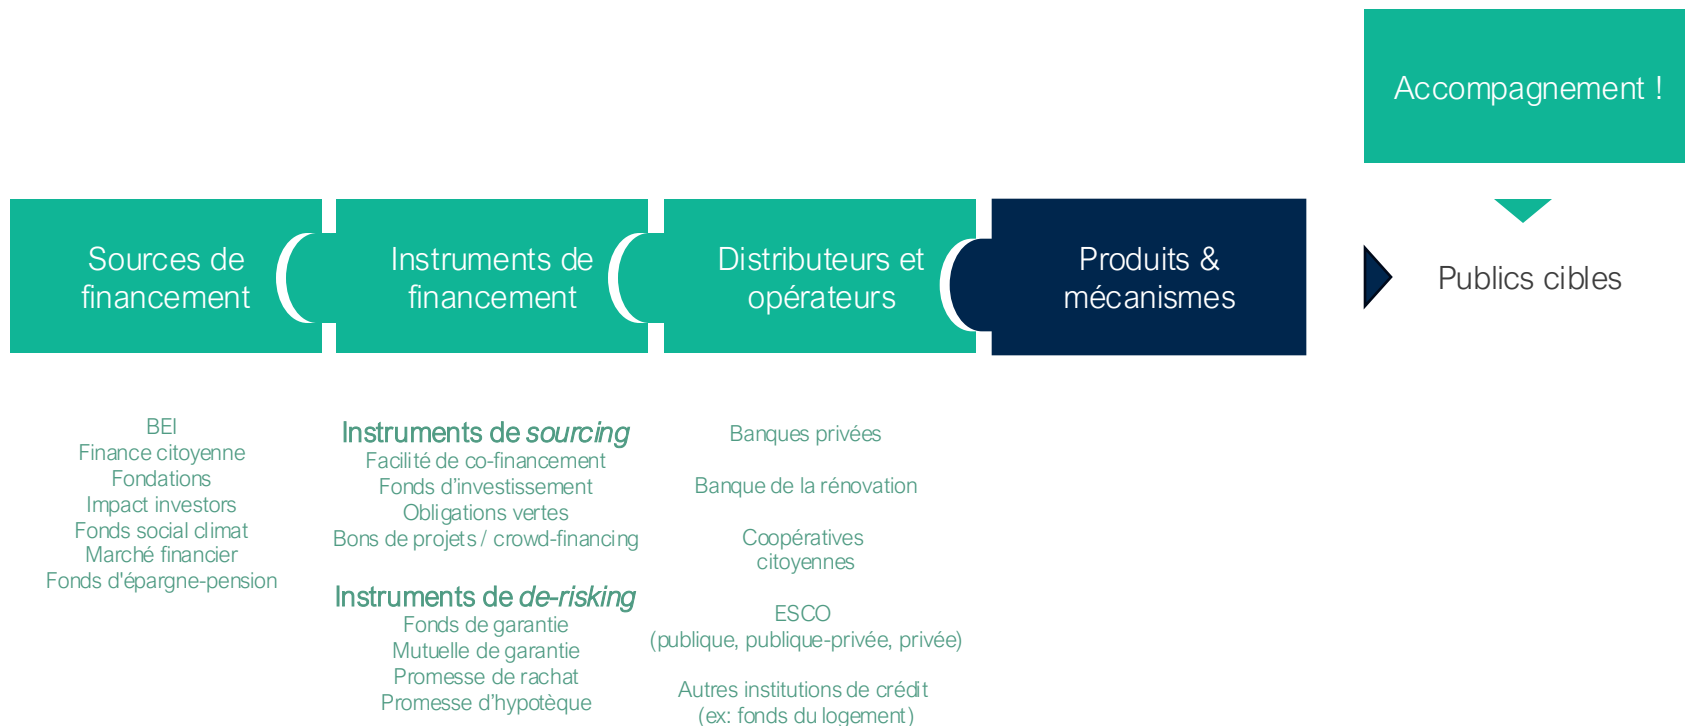 Accompagnement !
Sources de
financement
Instruments de
financement
Distributeurs et
opérateurs
Produits &
mécanismes
Publics cibles
BEI
Finance citoyenne
Fondations
Impact investors
Fonds social climat
Marché financier
Fonds d'épargne-pension
Instruments de sourcing
Facilité de co-financement
Fonds d’investissement
Obligations vertes
Bons de projets / crowd-financing
Instruments de de-risking
Fonds de garantie
Mutuelle de garantie
Promesse de rachat
Promesse d’hypotèque
Banques privées
Banque de la rénovation
Coopératives
citoyennes
ESCO
(publique, publique-privée, privée)
Autres institutions de crédit
(ex: fonds du logement)